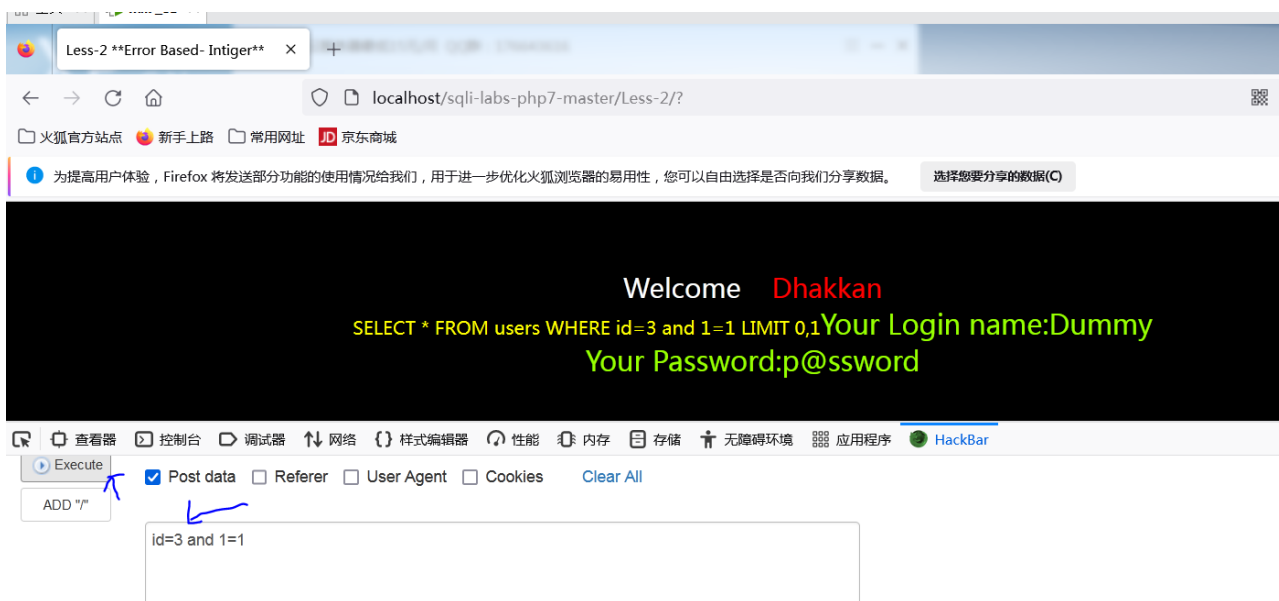 Less-2 **Error Based- Intiger**
localhost/sqli-labs-php7-master/Less-2/?
火狐官方站点 新手上路 常用网址 JD 京东商城
为提高用户体验，Firefox 将发送部分功能的使用情况给我们，用于进一步优化火狐浏览器的易用性，您可以自由选择是否向我们分享数据。 选择您要分享的数据(C)
Welcome Dhakkan
SELECT * FROM users WHERE id=3 and 1=1 LIMIT 0,1Your Login name:Dummy
Your Password:p@ssword
查看器 控制台 调试器 网络 {} 样式编辑器 性能 内存 存储 无障碍环境 应用程序 HackBar
Execute Post data Referer User Agent Cookies Clear All
ADD "/"
id=3 and 1=1